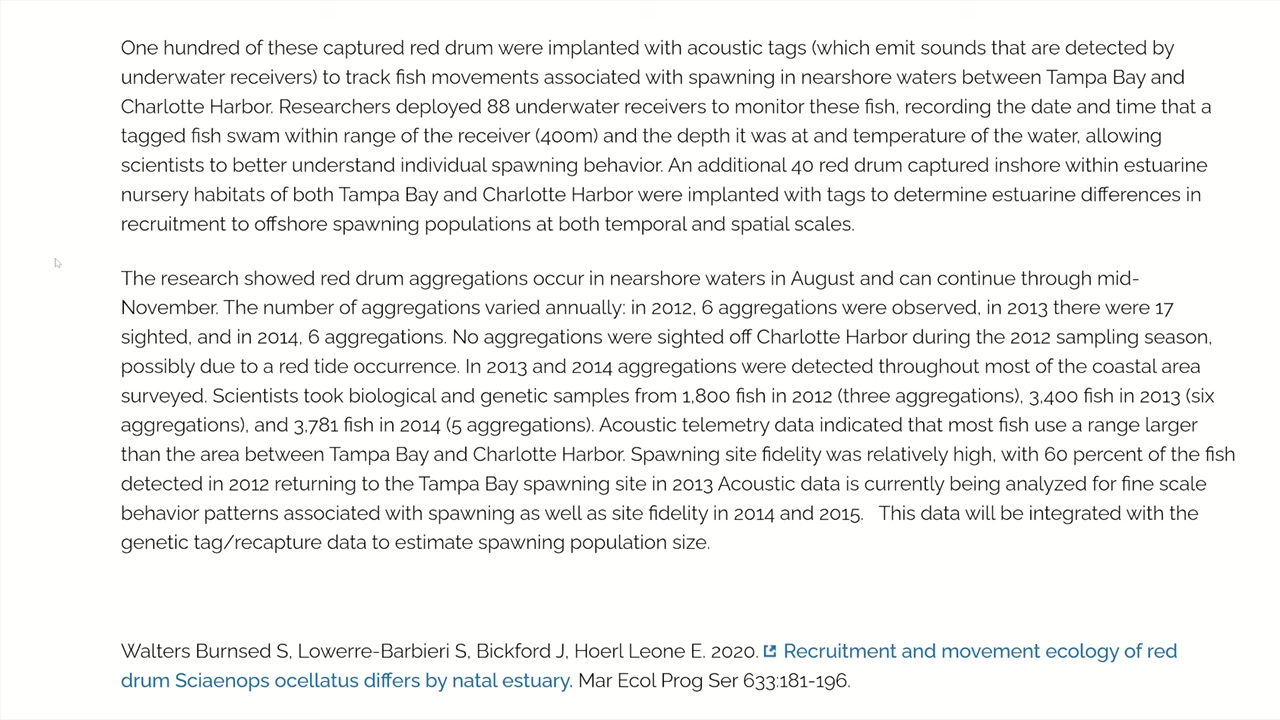 One hundred of these captured red drum were implanted with acoustic tags (which emit sounds that are detected by
underwater receivers) to track fish movements associated with spawning in nearshore waters between Tampa Bay and
Charlotte Harbor. Researchers deployed 88 underwater receivers to monitor these fish, recording the date and time that a
tagged fish swam within range of the receiver (400m) and the depth it was at and temperature of the water, allowing
scientists to better understand individual spawning behavior. An additional 40 red drum captured inshore within estuarine
nursery habitats of both Tampa Bay and Charlotte Harbor were implanted with tags to determine estuarine differences in
recruitment to offshore spawning populations at both temporal and spatial scales.
The research showed red drum aggregations occur in nearshore waters in August and can continue through mid-
November. The number of aggregations varied annually: in 2012, 6 aggregations were observed, in 2013 there were 17
sighted, and in 2014, 6 aggregations. No aggregations were sighted off Charlotte Harbor during the 2012 sampling season,
possibly due to a red tide occurrence. In 2013 and 2014 aggregations were detected throughout most of the coastal area
surveyed. Scientists took biological and genetic samples from 1,800 fish in 2012 (three aggregations), 3,400 fish in 2013 (six
aggregations), and 3,781 fish in 2014 (5 aggregations). Acoustic telemetry data indicated that most fish use a range larger
than the area between Tampa Bay and Charlotte Harbor. Spawning site fidelity was relatively high, with 60 percent of the fish
detected in 2012 returning to the Tampa Bay spawning site in 2013 Acoustic data is currently being analyzed for fine scale
behavior patterns associated with spawning as well as site fidelity in 2014 and 2015.   This data will be integrated with the
genetic tag/recapture data to estimate spawning population size.
Walters Burnsed S, Lowerre-Barbieri S, Bickford J, Hoerl Leone E. 2020. Recruitment and movement ecology of red
drum Sciaenops ocellatus differs by natal estuary. Mar Ecol Prog Ser 633:181-196.